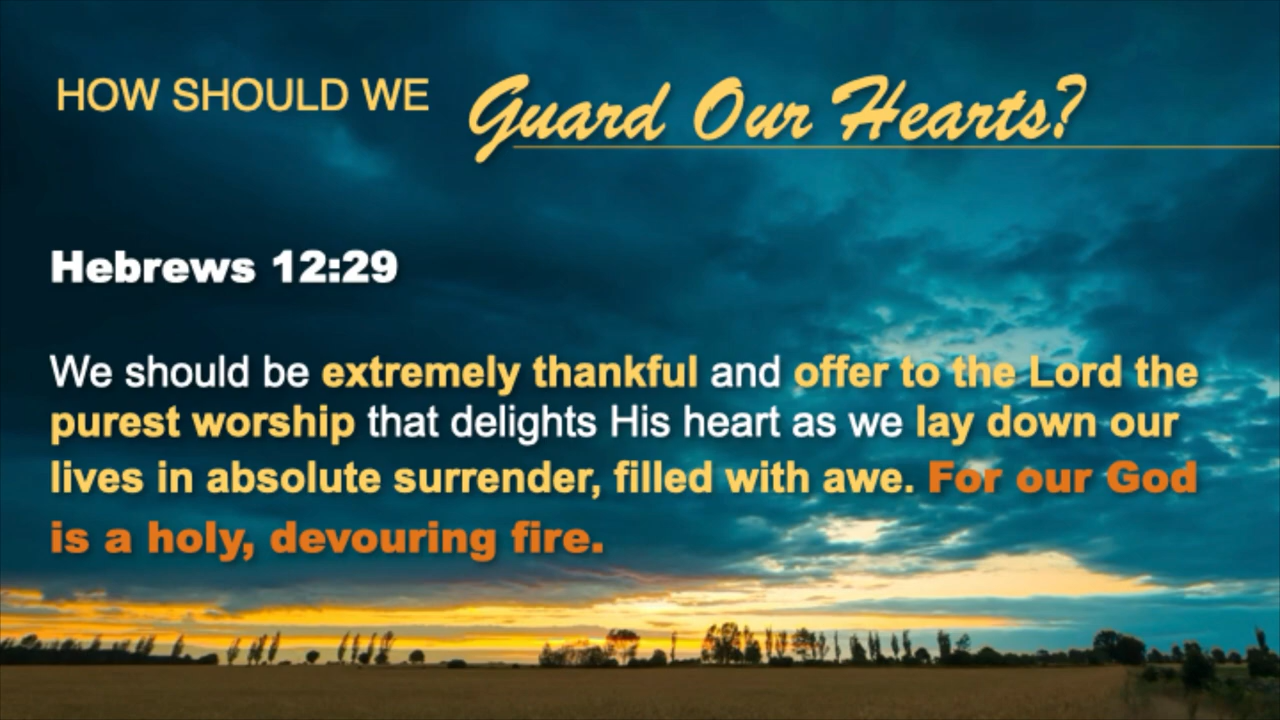 HOW SHOULD WE Guard Our Hearts?
Hebrews 12:29
We should be extremely thankful and offer to the Lord the
purest worship that delights His heart as we lay down our
lives in absolute surrender, filled with awe. For our God
is a holy, devouring fire.